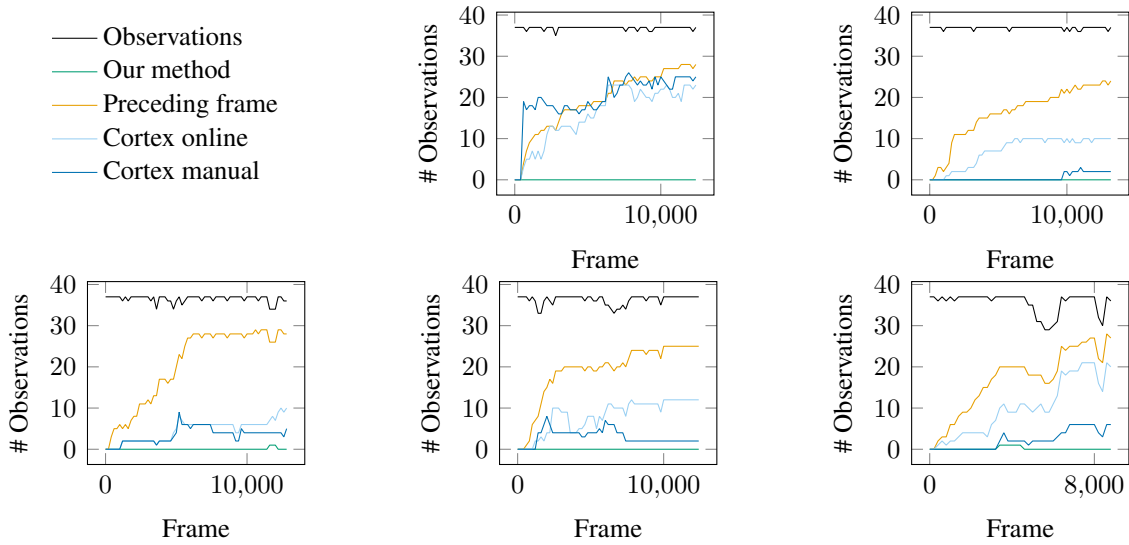 Observations
Our method
Preceding frame
Cortex online
Cortex manual
40
30
20
10
0
# Observations
0 10,000
Frame
40
30
20
10
0
# Observations
0 10,000
Frame
40
30
20
10
0
# Observations
0 10,000
Frame
40
30
20
10
0
# Observations
0 10,000
Frame
40
30
20
10
0
# Observations
0 8,000
Frame